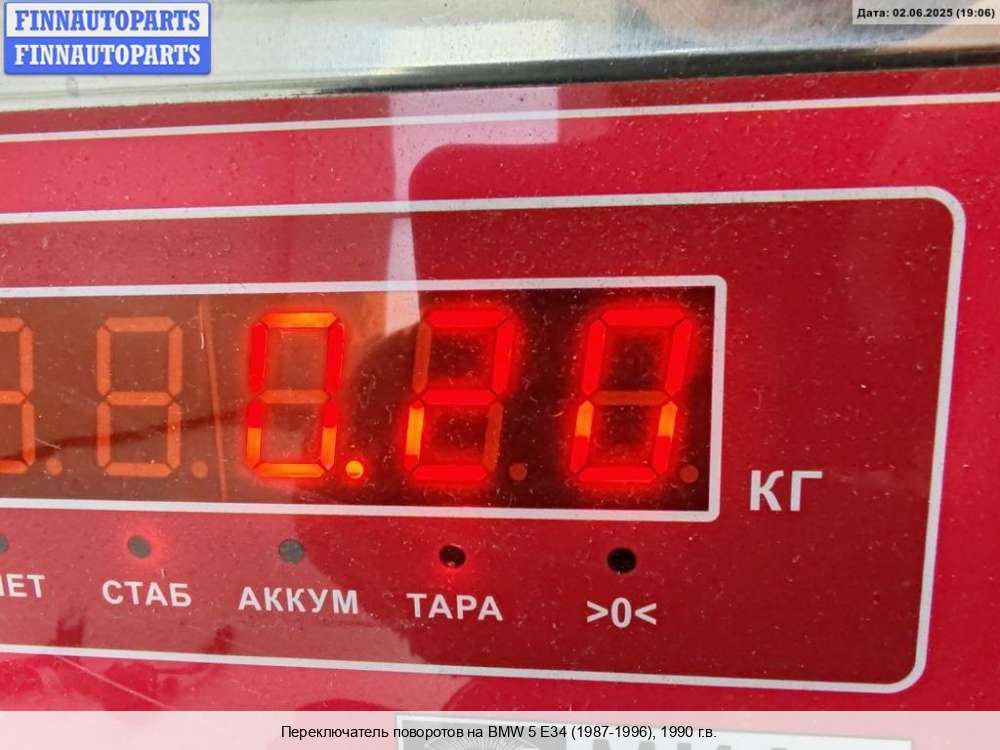 FINNAUTOPARTS
FINNAUTOPARTS
Дата: 02.06.2025 (19:06)
0.20
КГ
СТАБ
АККУМ
ТАРА
>0<
Переключатель поворотов на BMW 5 E34 (1987-1996), 1990 г.в.